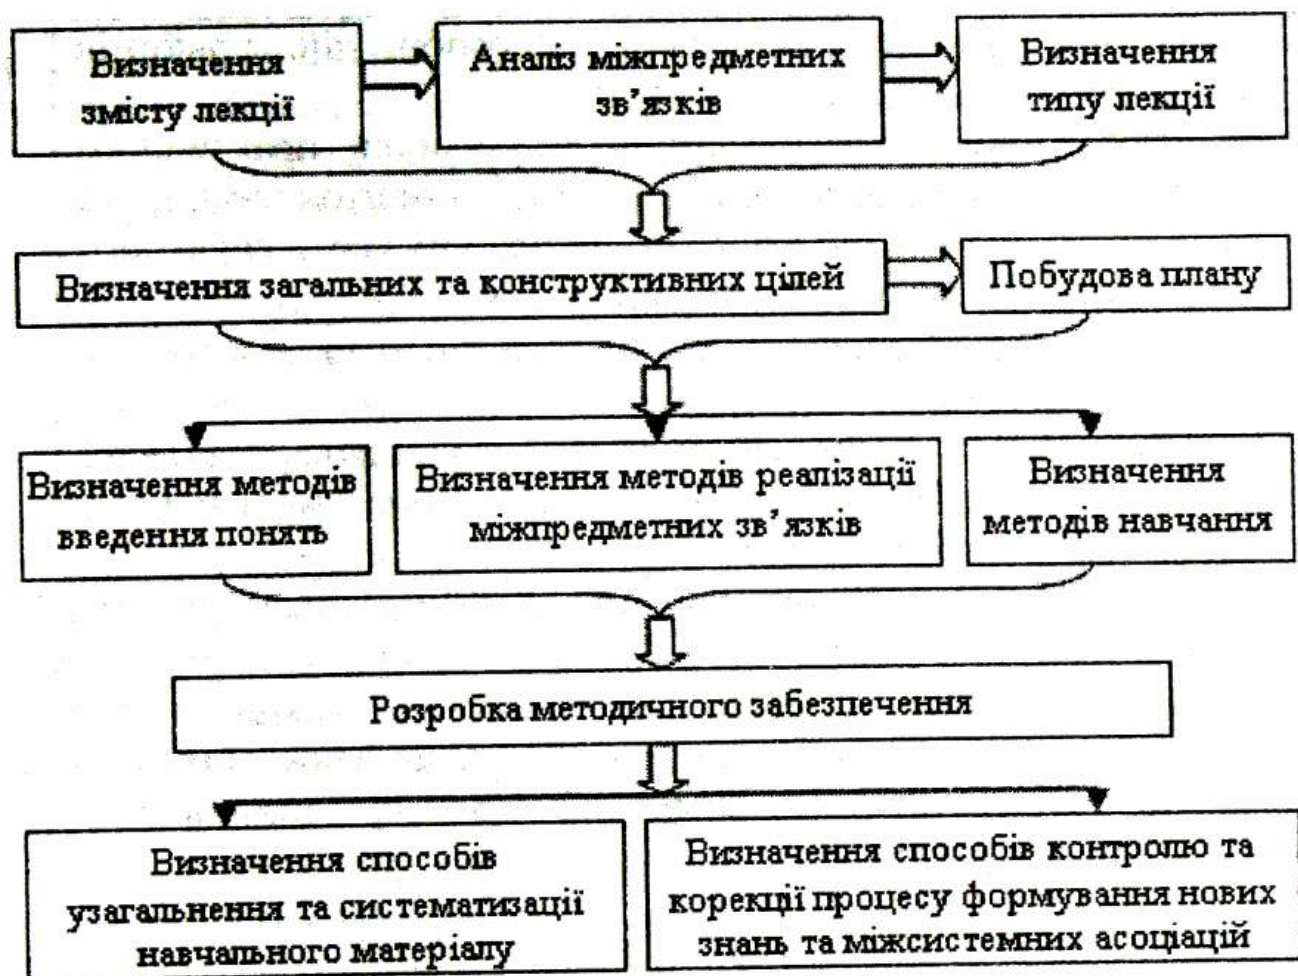 Визначення
змісту лекції
Аналіз міжпредметних
зв’язків
Визначення
типу лекції
Визначення загальних та конструктивних цілей
Побудова плану
Визначення методів
введення понять
Визначення методів реалізації
міжпредметних зв’язків
Визначення
методів навчання
Розробка методичного забезпечення
Визначення способів
узагальнення та систематизації
навчального матеріалу
Визначення способів контролю та
корекції процесу формування нових
знань та міжсистемних асоціацій